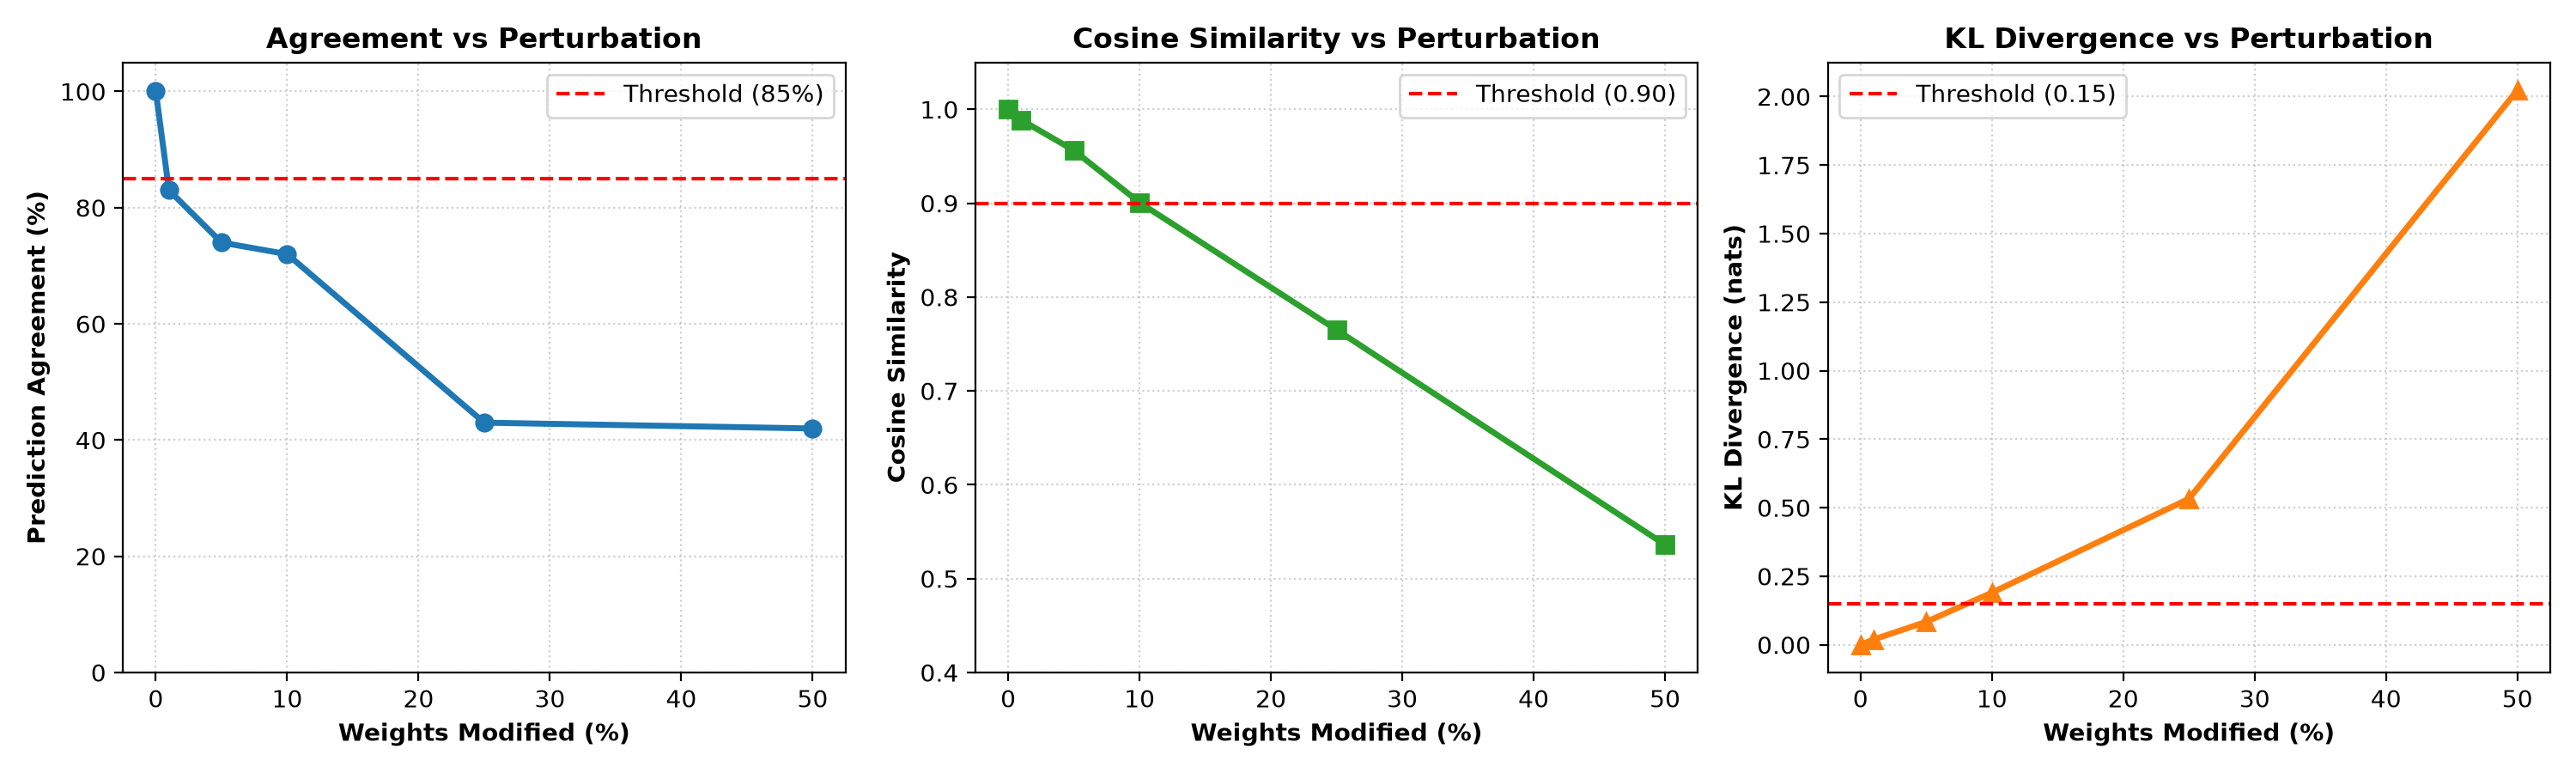 Agreement vs Perturbation
Threshold (85%)
Prediction Agreement (%)
100
80
60
40
20
0
0 10 20 30 40 50
Weights Modified (%)
Cosine Similarity vs Perturbation
Threshold (0.90)
Cosine Similarity
1.0
0.9
0.8
0.7
0.6
0.5
0.4
0 10 20 30 40 50
Weights Modified (%)
KL Divergence vs Perturbation
Threshold (0.15)
KL Divergence (nats)
2.00
1.75
1.50
1.25
1.00
0.75
0.50
0.25
0.00
0 10 20 30 40 50
Weights Modified (%)